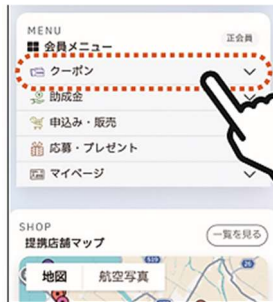 MENU
会員メニュー
正会員
クーポン
助成金
申込み・販売
応募・プレゼント
マイページ
SHOP
提携店舗マップ
一覧を見る
地図
航空写真